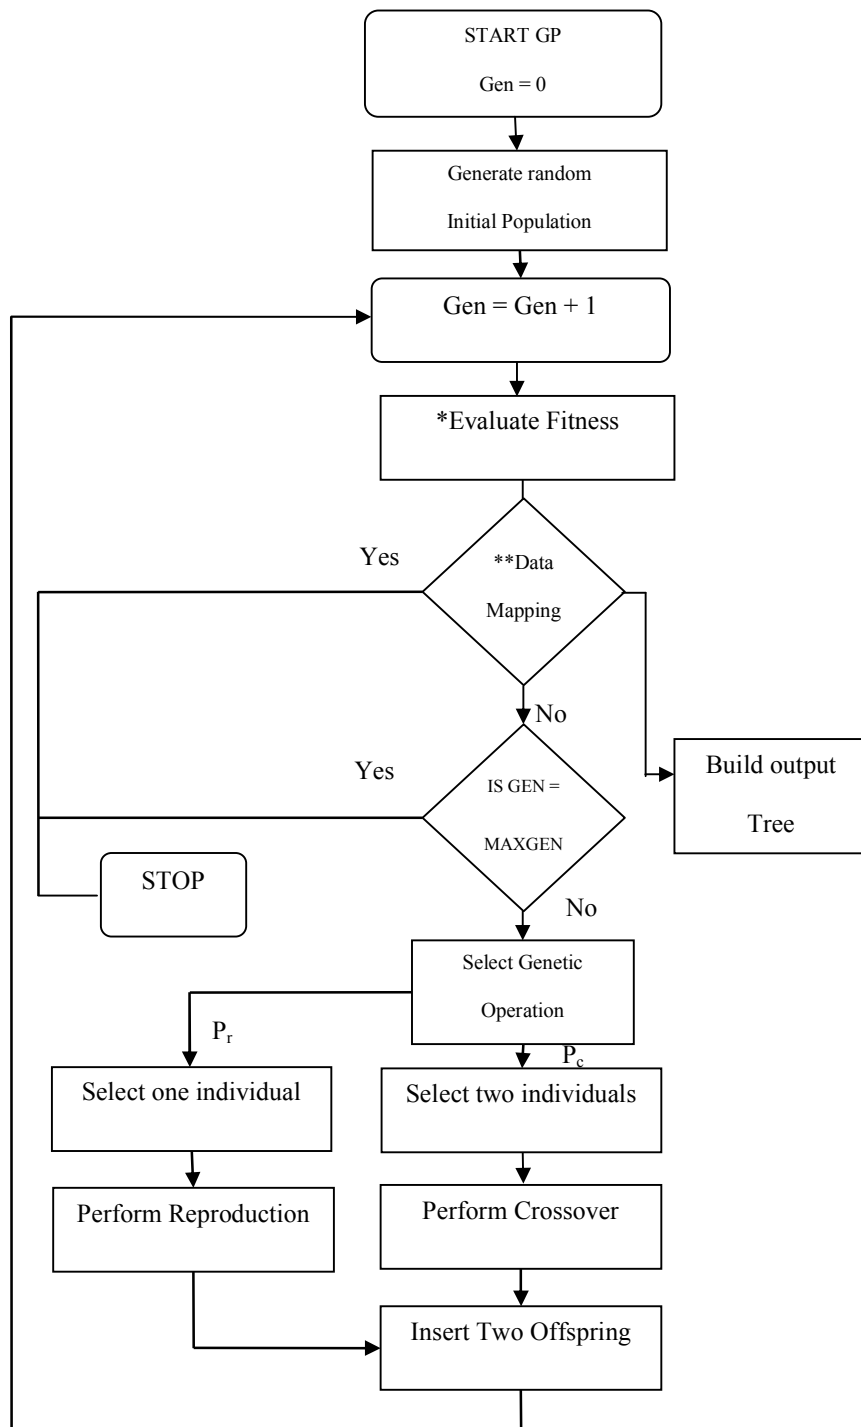 START GP
Gen = 0
Generate random
Initial Population
Gen = Gen + 1
*Evaluate Fitness
Yes
**Data
Mapping
No
Yes
IS GEN =
MAXGEN
Build output
Tree
STOP
No
Select Genetic
Operation
Pr
Pc
Select one individual
Select two individuals
Perform Reproduction
Perform Crossover
Insert Two Offspring